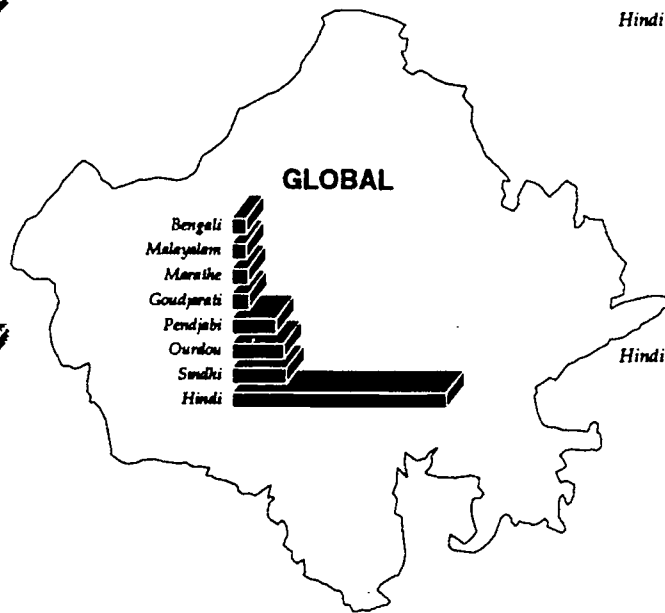 Hindi
GLOBAL
Bengali
Malayalam
Marathe
Goudjarati
Pendjabi
Ourdou
Sindhi
Hindi
Hindi